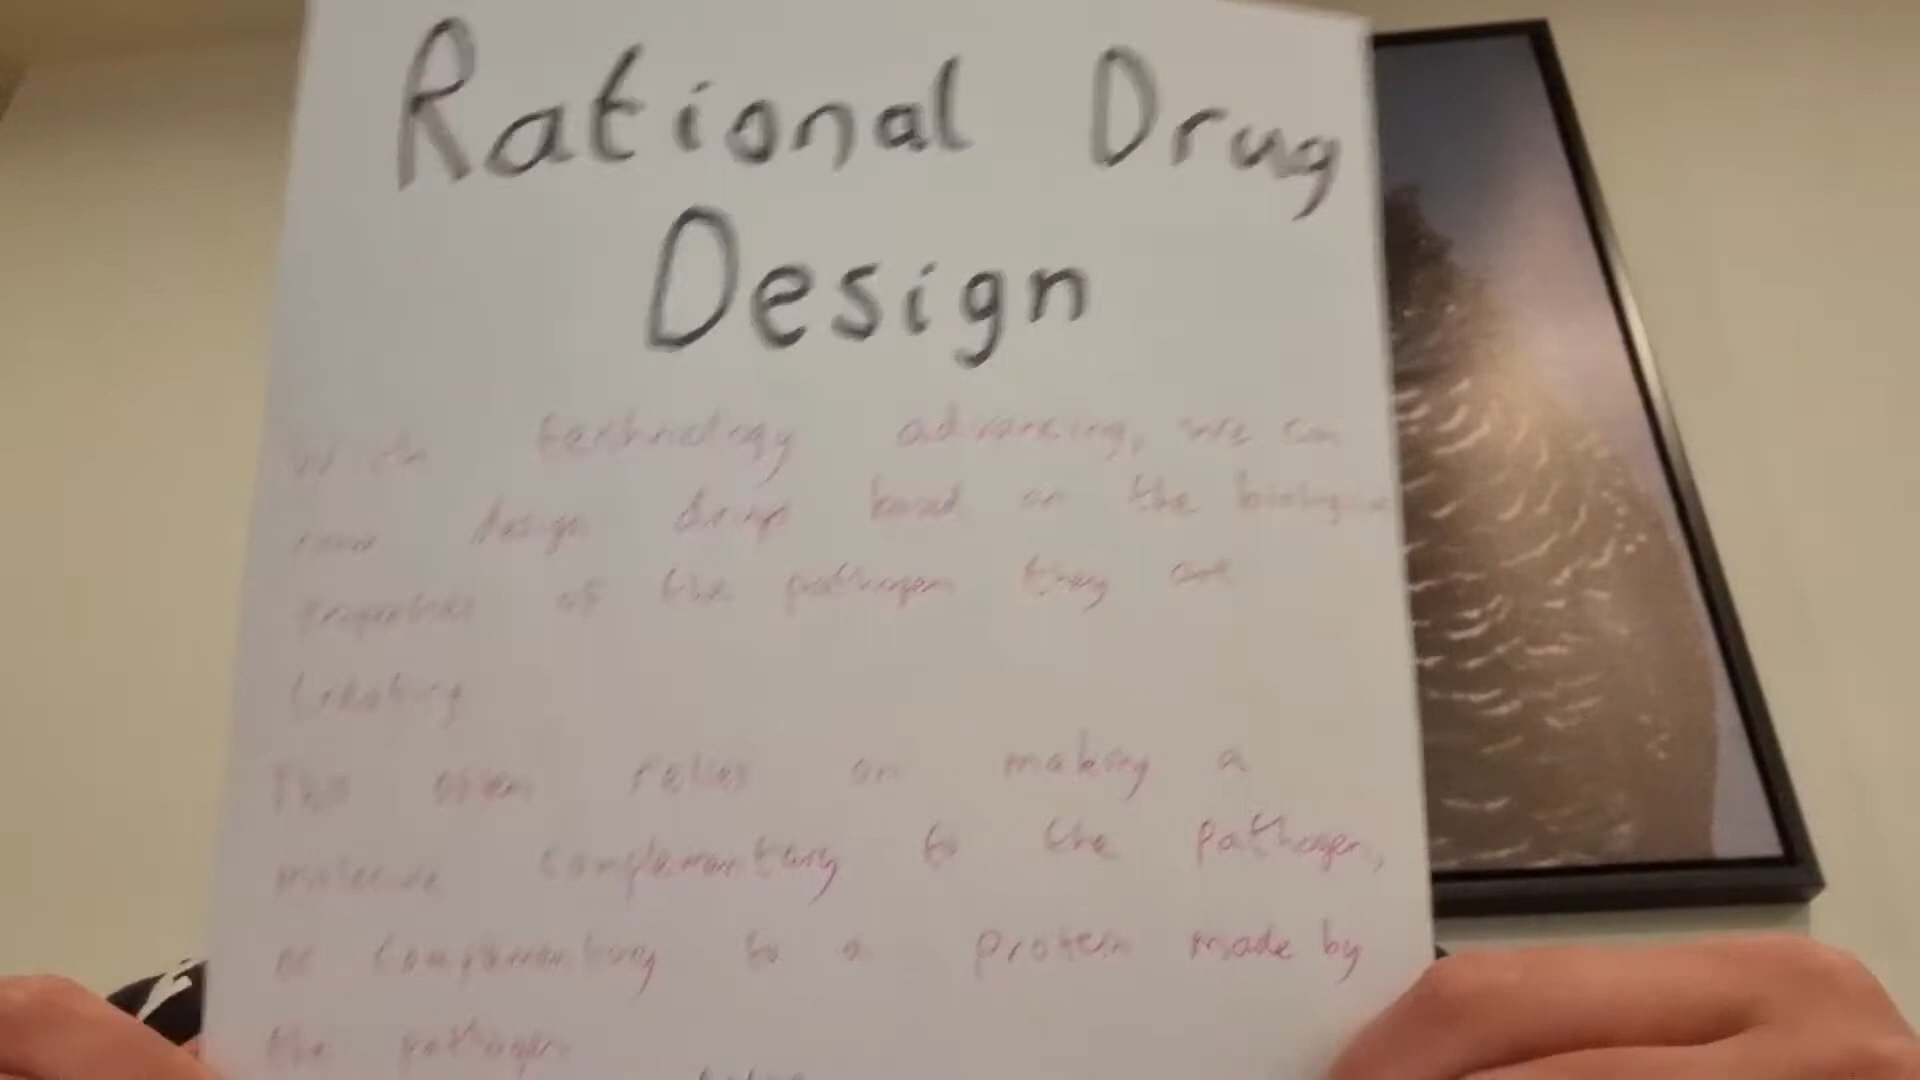 Rational Drug
Design
With technology advancing, we can
now design drugs based on the biological
properties of the pathogen they are
treating
This often relies on making a
molecule complementary to the pathogen,
or complementary to a protein made by
the pathogen